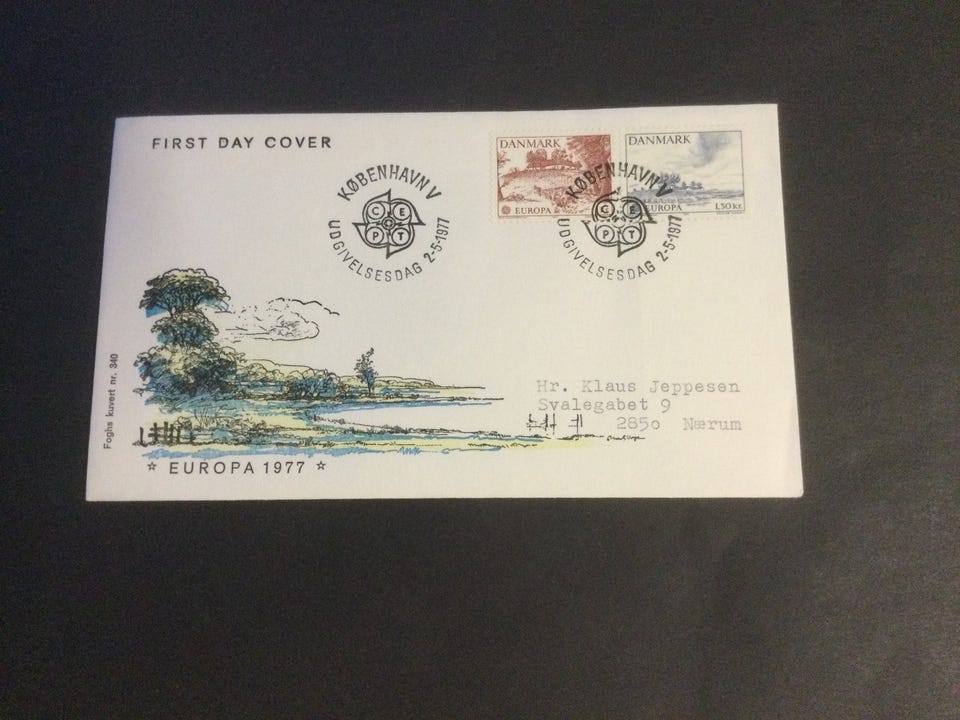 FIRST DAY COVER
KØBENHAVN V
C E
P T
UDGIVELSESDAG 2-5-1977
DANMARK
EUROPA
DANMARK
EUROPA 1.50 kr.
KØBENHAVN V
C E
P T
UDGIVELSESDAG 2-5-1977
Hr. Klaus Jeppesen
Svalegabet 9
285o Nærum
Foghs kuvert nr. 340
☆ EUROPA 1977 ☆